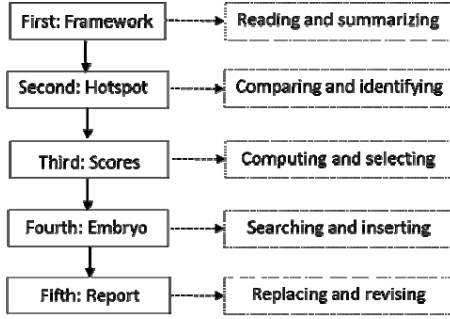 First: Framework
Reading and summarizing
Second: Hotspot
Comparing and identifying
Third: Scores
Computing and selecting
Fourth: Embryo
Searching and inserting
Fifth: Report
Replacing and revising